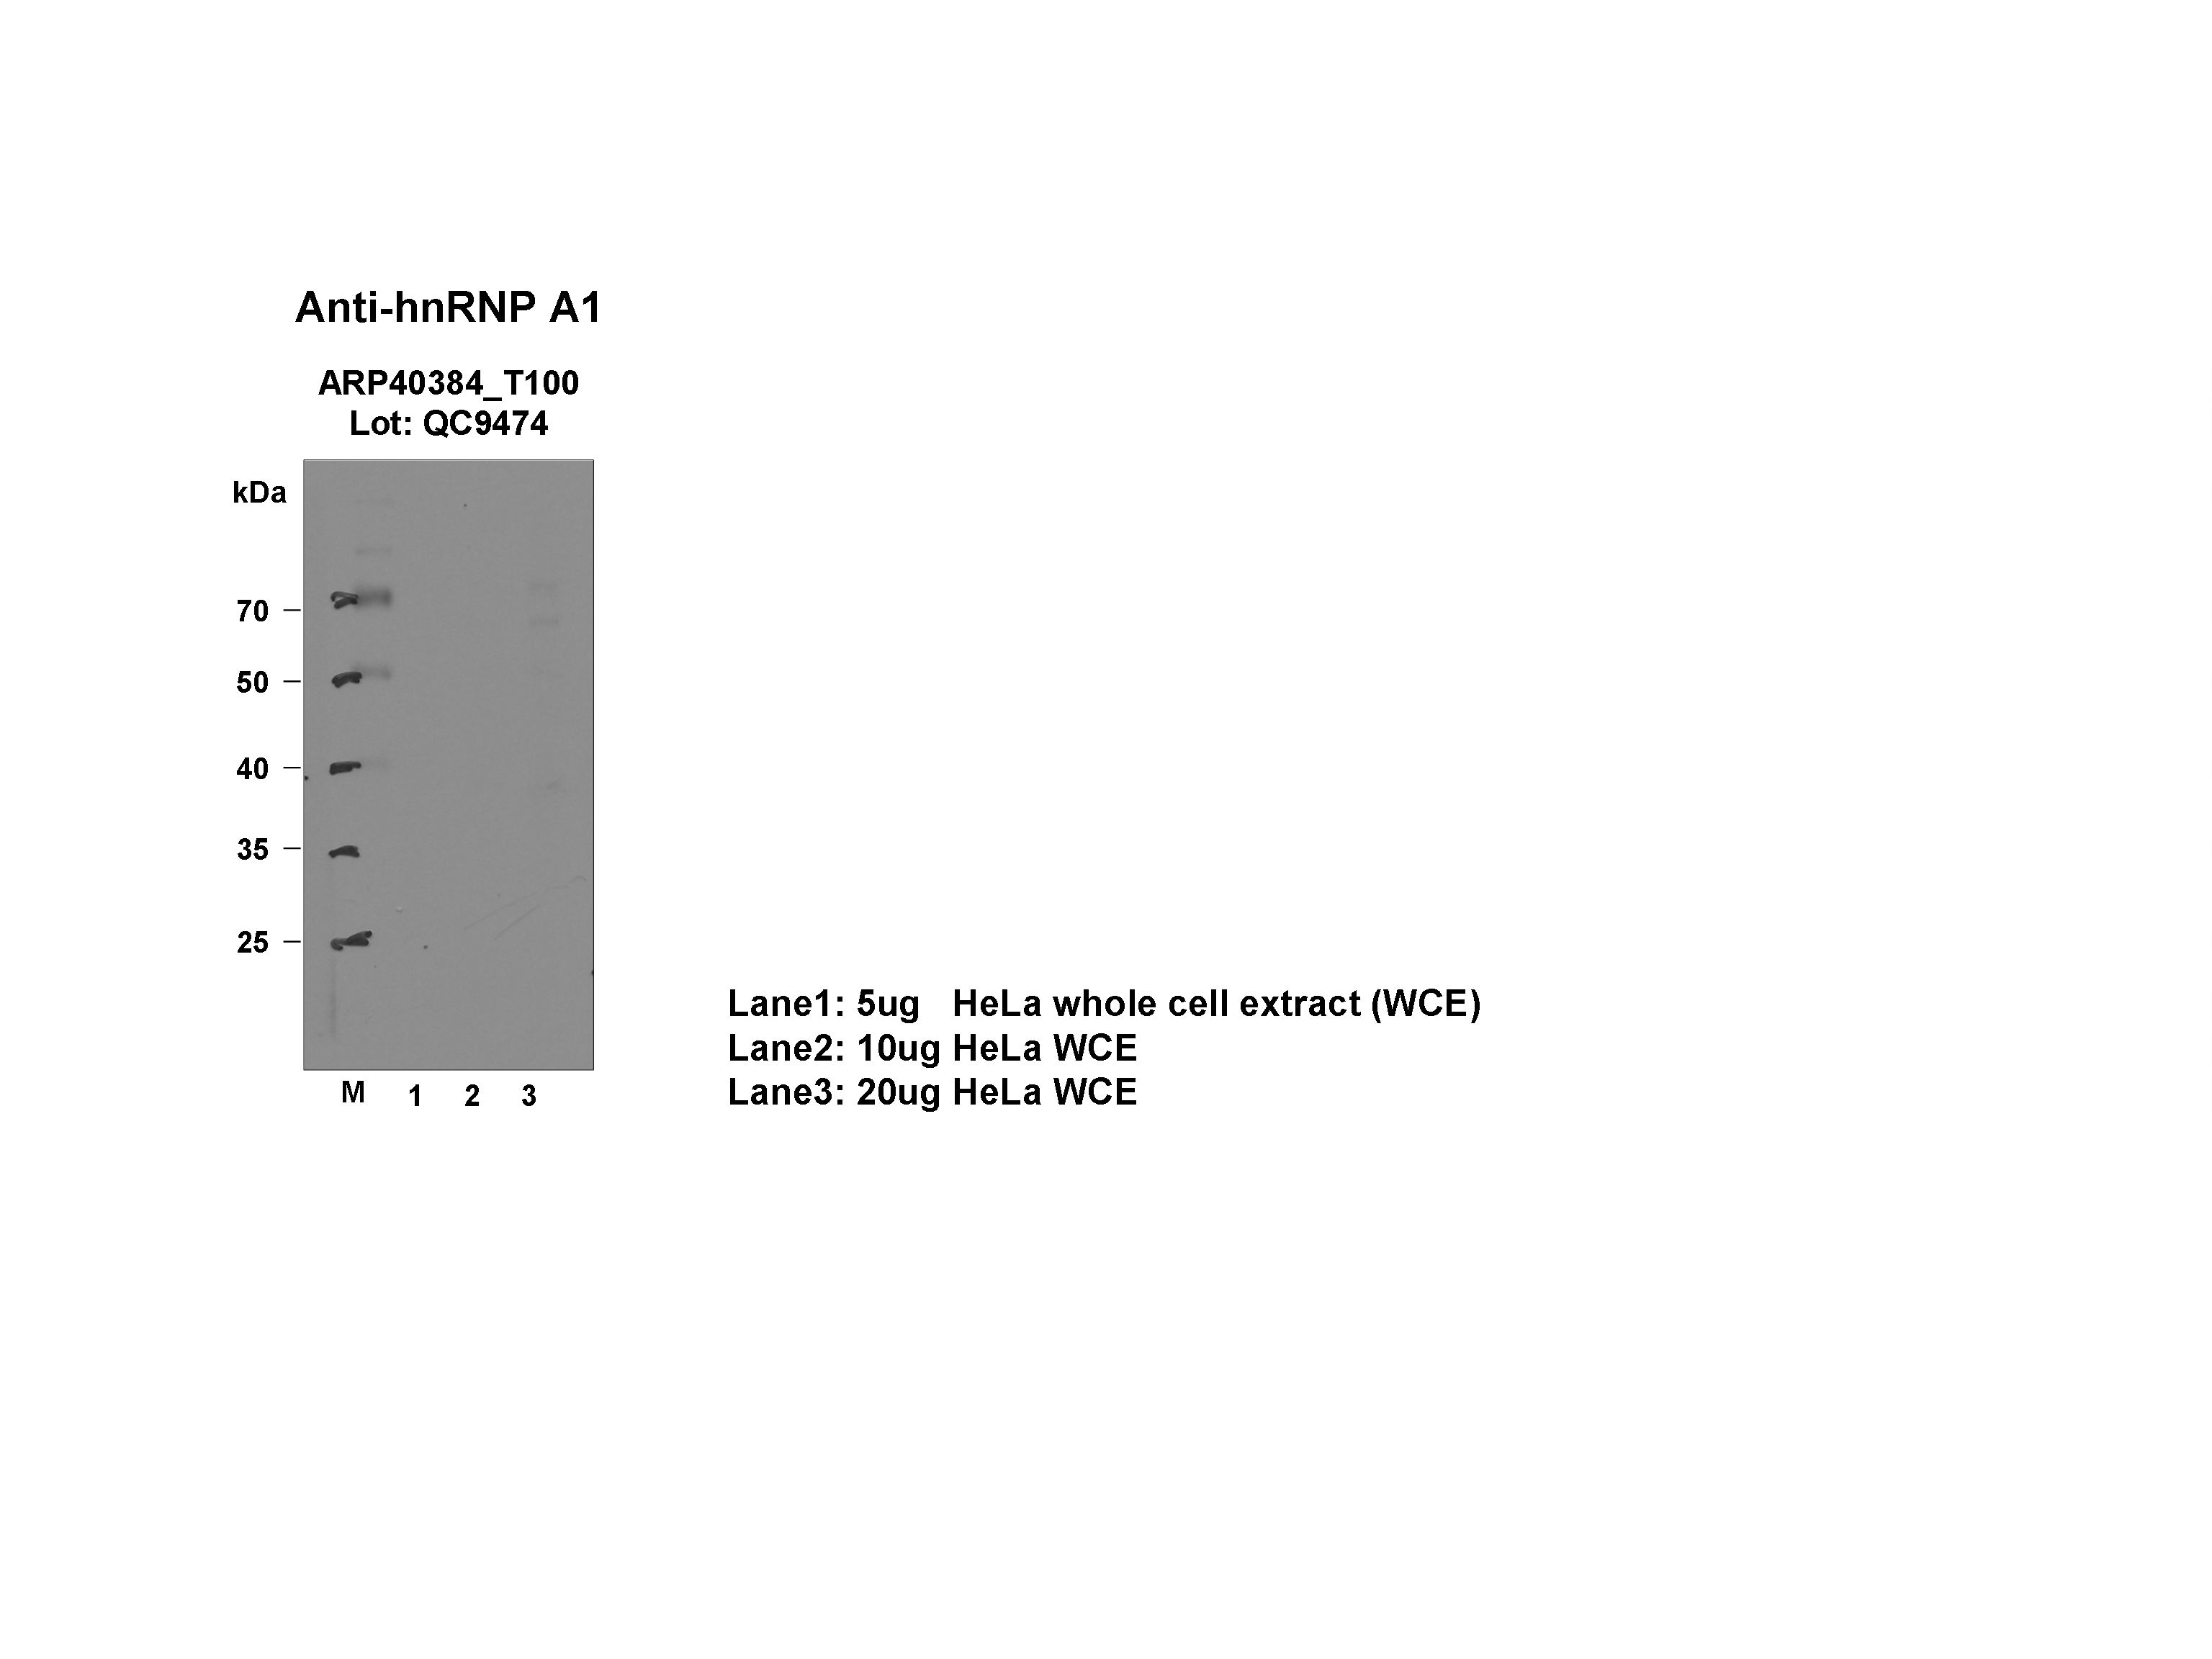 Anti-hnRNP A1
ARP40384_T100
Lot: QC9474
kDa
70
50
40
35
25
M 1 2 3
Lane1: 5ug HeLa whole cell extract (WCE)
Lane2: 10ug HeLa WCE
Lane3: 20ug HeLa WCE